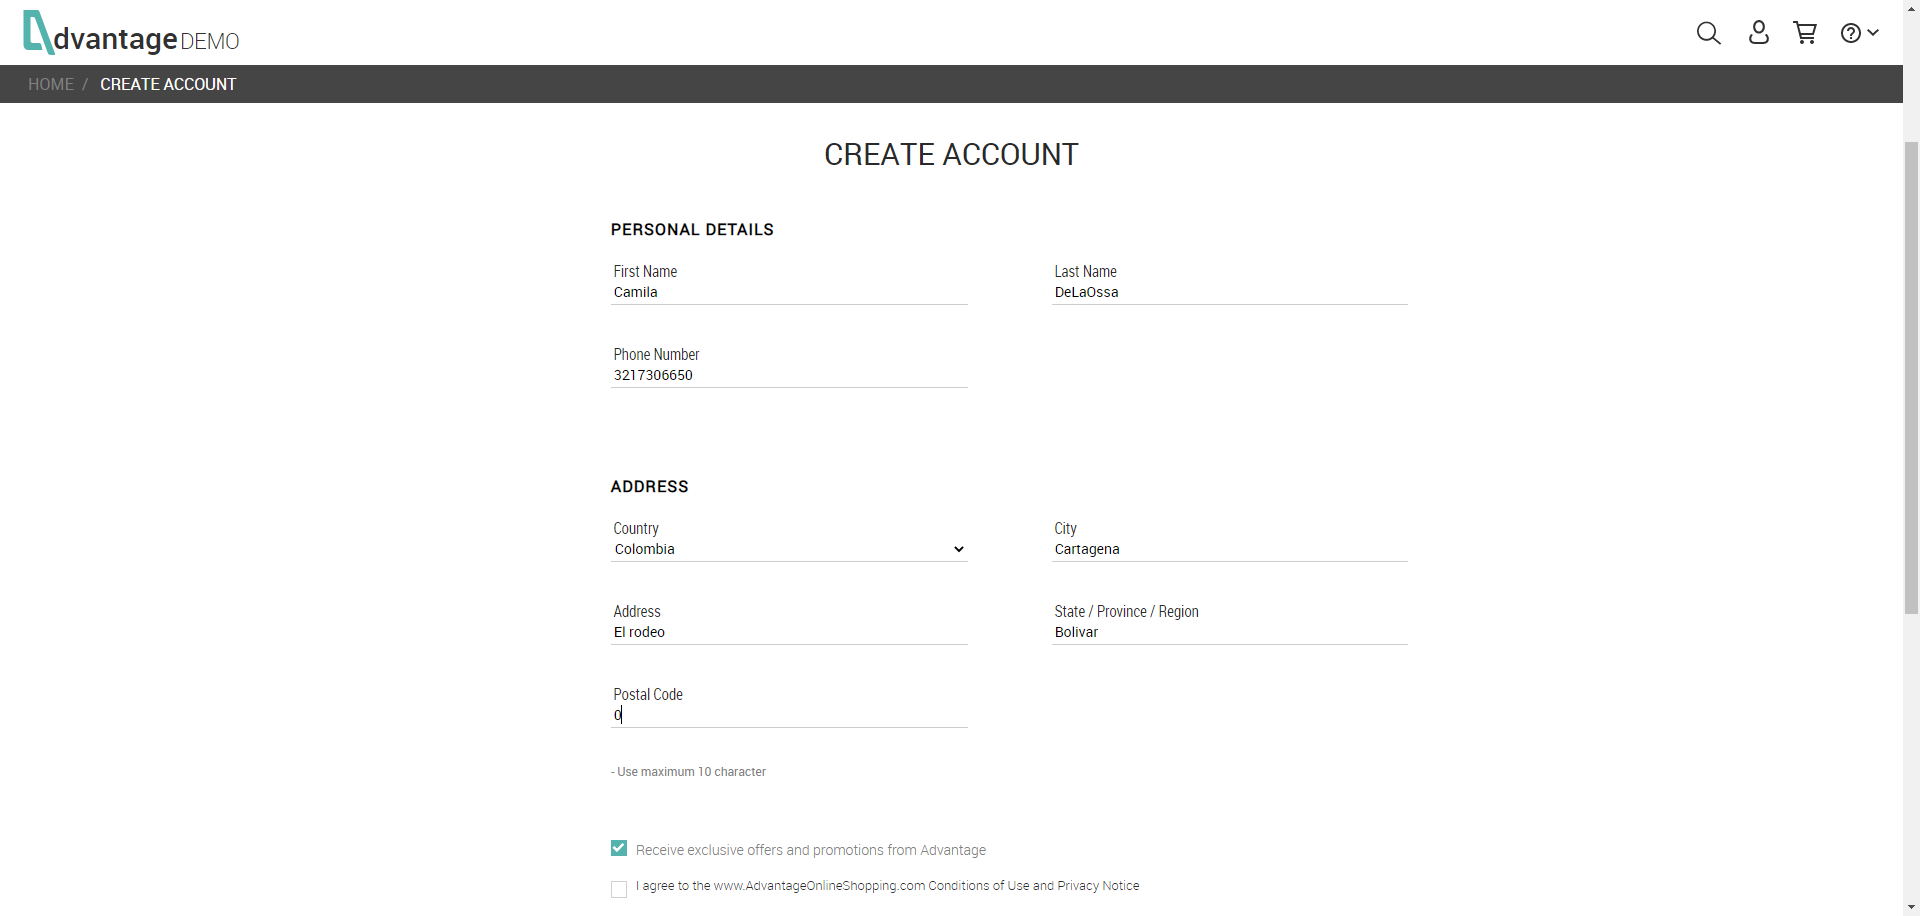 dvantage DEMO
HOME / CREATE ACCOUNT
CREATE ACCOUNT
PERSONAL DETAILS
First Name
Camila
Last Name
DeLaOssa
Phone Number
3217306650
ADDRESS
Country
Colombia
City
Cartagena
Address
El rodeo
State / Province / Region
Bolivar
Postal Code
0
- Use maximum 10 character
Receive exclusive offers and promotions from Advantage
I agree to the www.AdvantageOnlineShopping.com Conditions of Use and Privacy Notice